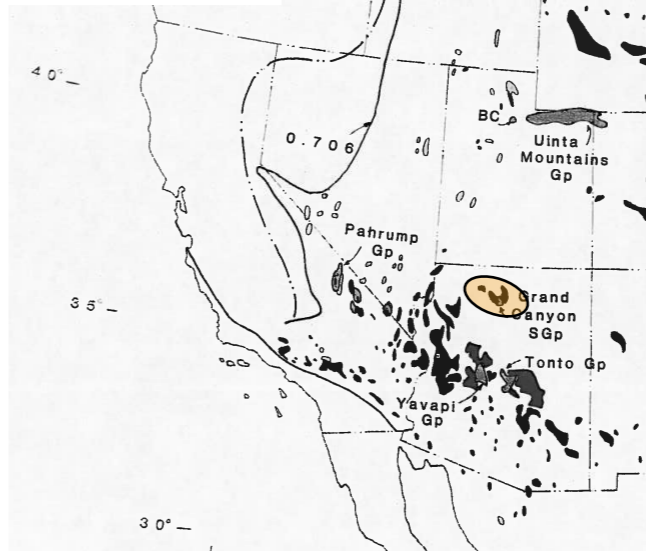 40°
BC
Uinta
Mountains
Gp
0.706
Pahrump
Gp
35°
Grand
Canyon
SGp
Tonto Gp
Yavapi
Gp
30°